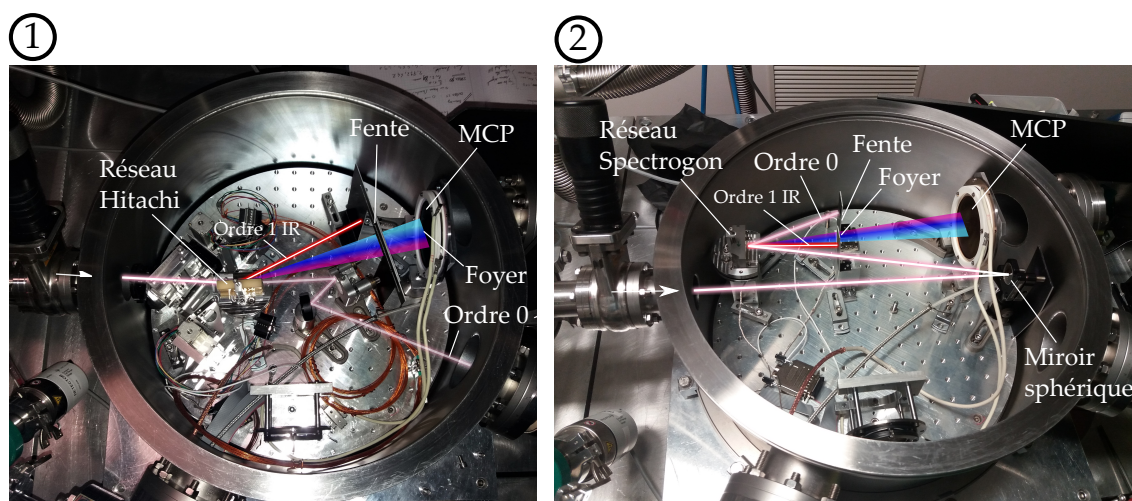 1
Fente
MCP
Réseau
Hitachi
Ordre 1 IR
Foyer
Ordre 0
2
Réseau
Spectrogon
MCP
Fente
Ordre 0
Foyer
Ordre 1 IR
Miroir
sphérique